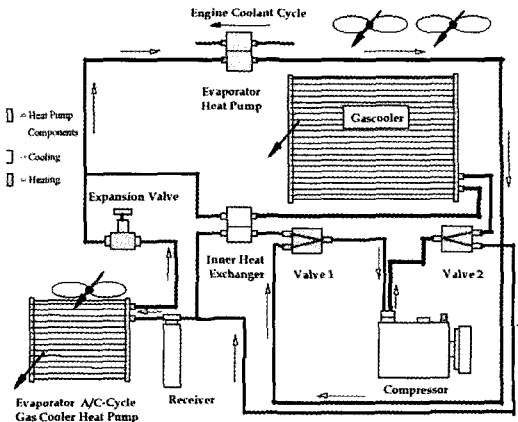 Engine Coolant Cycle
Evaporator
Heat Pump
Gascooler
= Heat Pump
Components
= Cooling
= Heating
Expansion Valve
Inner Heat
Exchanger
Valve 1
Valve 2
Compressor
Receiver
Evaporator A/C-Cycle
Gas Cooler Heat Pump